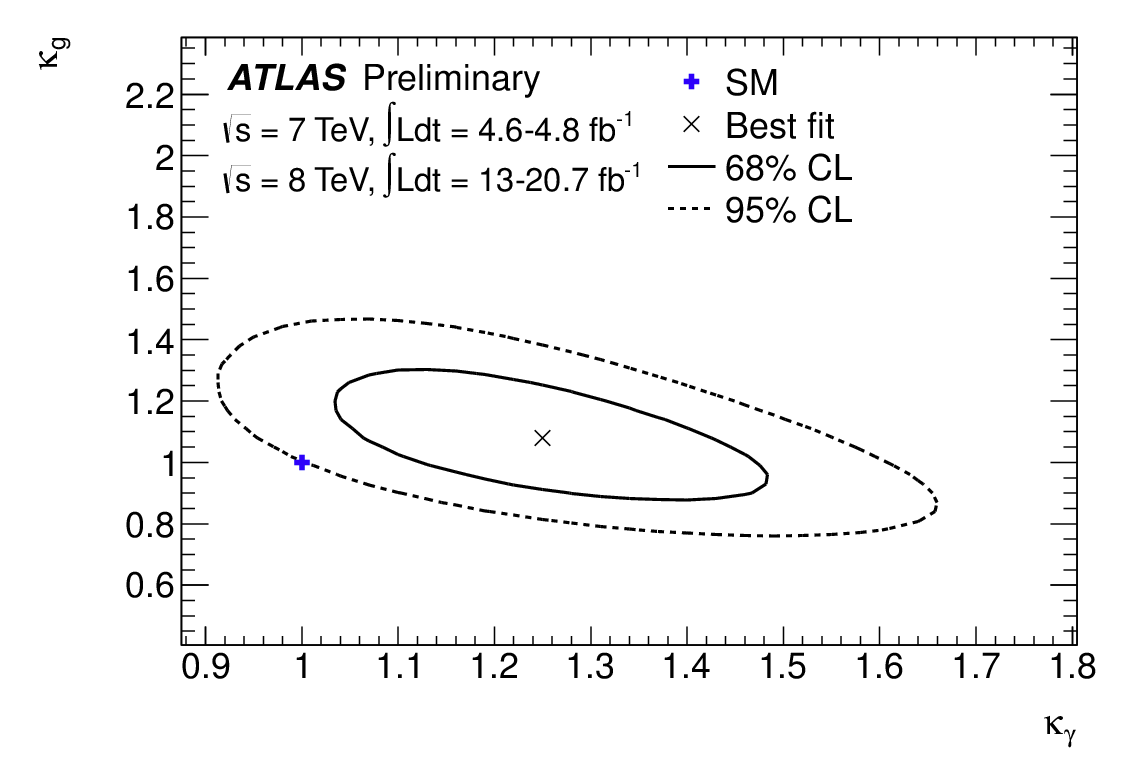 κg
ATLAS Preliminary
√s = 7 TeV, ∫Ldt = 4.6-4.8 fb-1
√s = 8 TeV, ∫Ldt = 13-20.7 fb-1
SM
Best fit
68% CL
95% CL
2.2
2
1.8
1.6
1.4
1.2
1
0.8
0.6
0.9 1 1.1 1.2 1.3 1.4 1.5 1.6 1.7 1.8
κγ